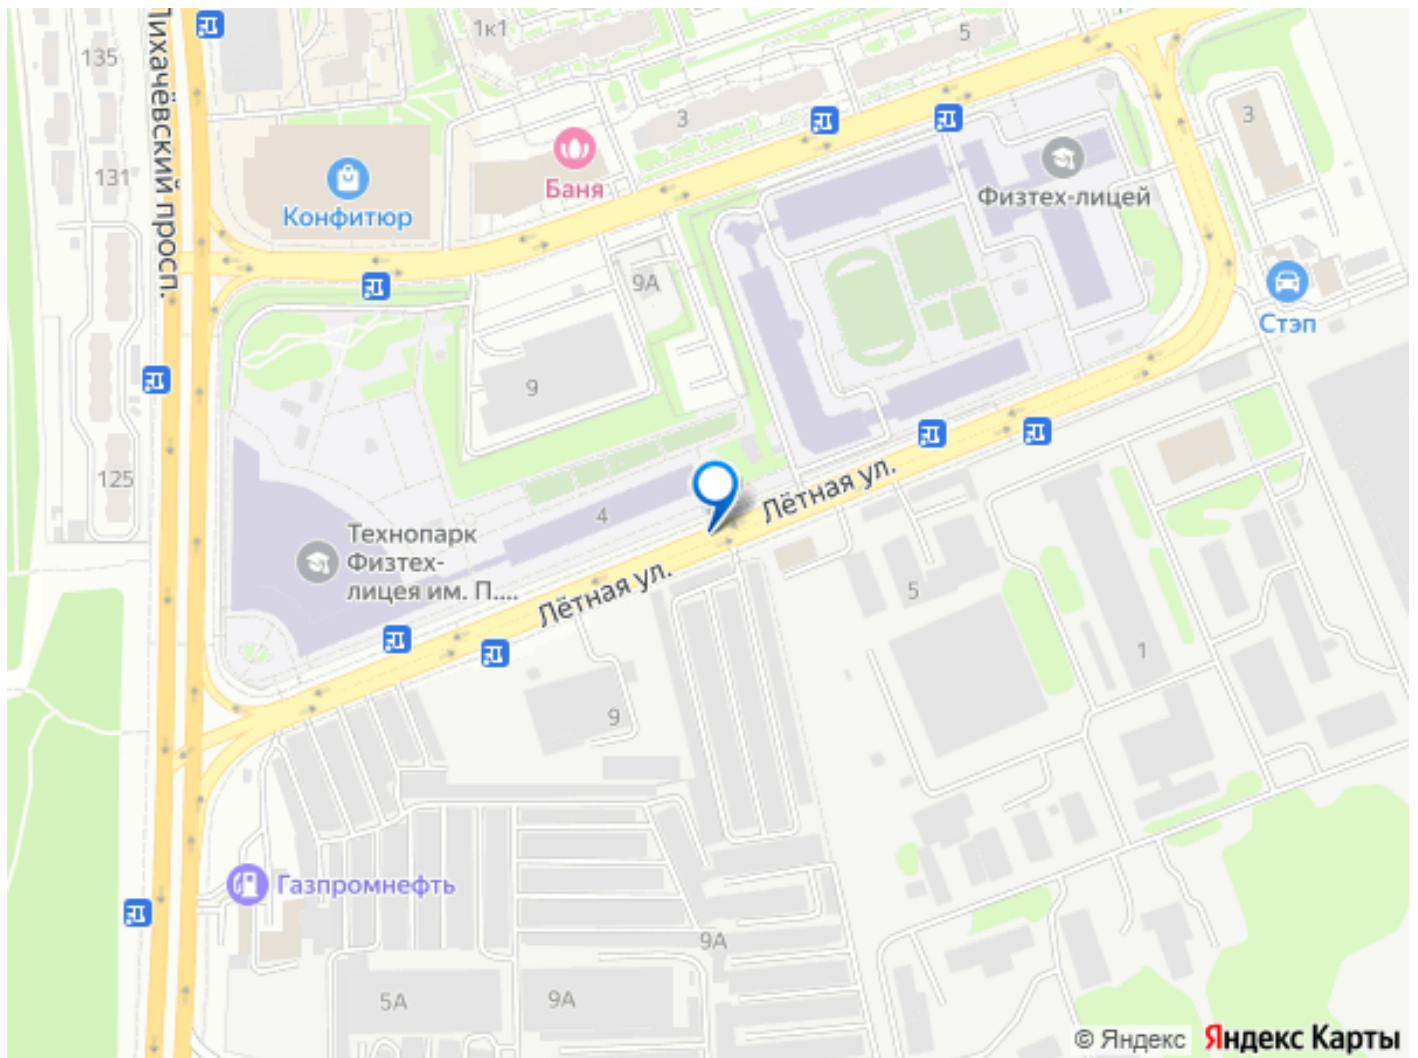 1к1
5
135
3
3
131
Баня
Физтех-лицей
Конфитюр
Лихачёвский просп.
9А
Стэп
9
125
Лётная ул.
4
Технопарк
Физтех-
лицея им. П....
Лётная ул.
5
1
9
Газпромнефть
9А
5А
9А
© Яндекс Яндекс Карты